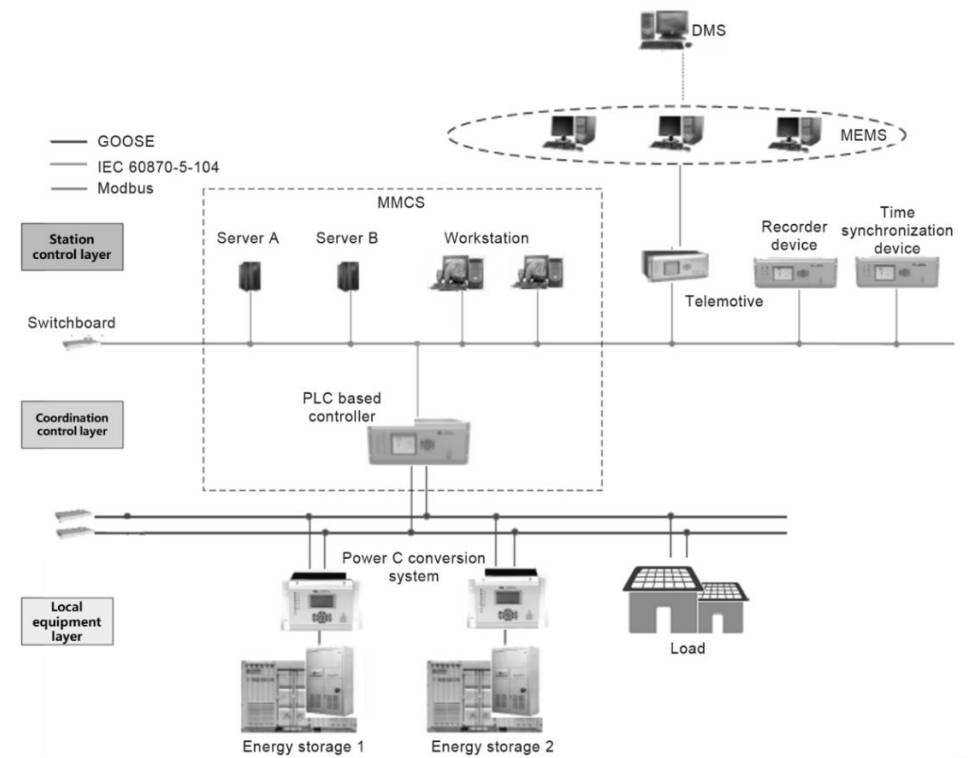 DMS
MEMS
GOOSE
IEC 60870-5-104
Modbus
MMCS
Station
control layer
Server A
Server B
Workstation
Recorder
device
Time
synchronization
device
Telemotive
Switchboard
Coordination
control layer
PLC based
controller
Power C conversion
system
Local
equipment
layer
Load
Energy storage 1
Energy storage 2